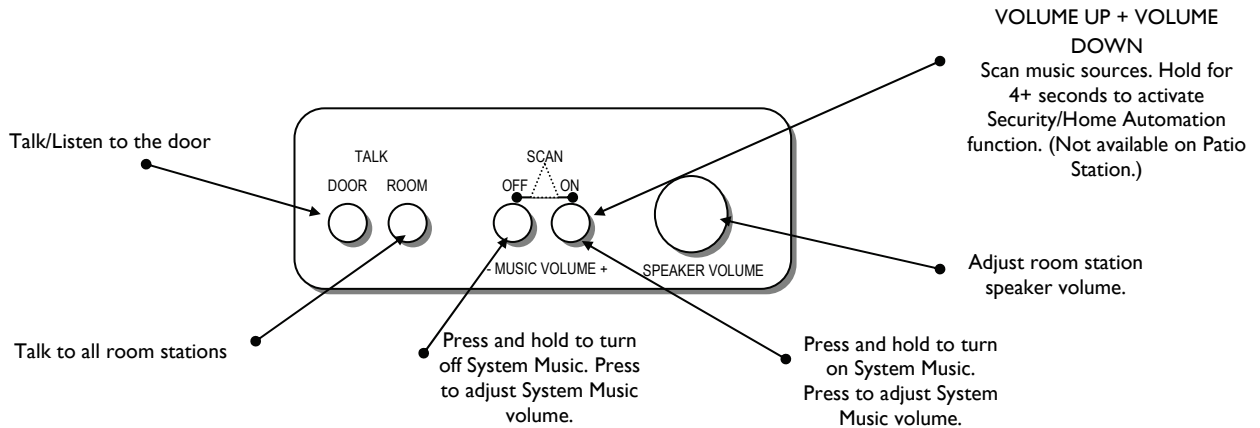 VOLUME UP + VOLUME
DOWN
Scan music sources. Hold for
4+ seconds to activate
Security/Home Automation
function. (Not available on Patio
Station.)
Talk/Listen to the door
TALK
SCAN
DOOR ROOM
OFF ON
- MUSIC VOLUME +
SPEAKER VOLUME
Adjust room station
speaker volume.
Talk to all room stations
Press and hold to turn
off System Music. Press
to adjust System Music
volume.
Press and hold to turn
on System Music.
Press to adjust System
Music volume.